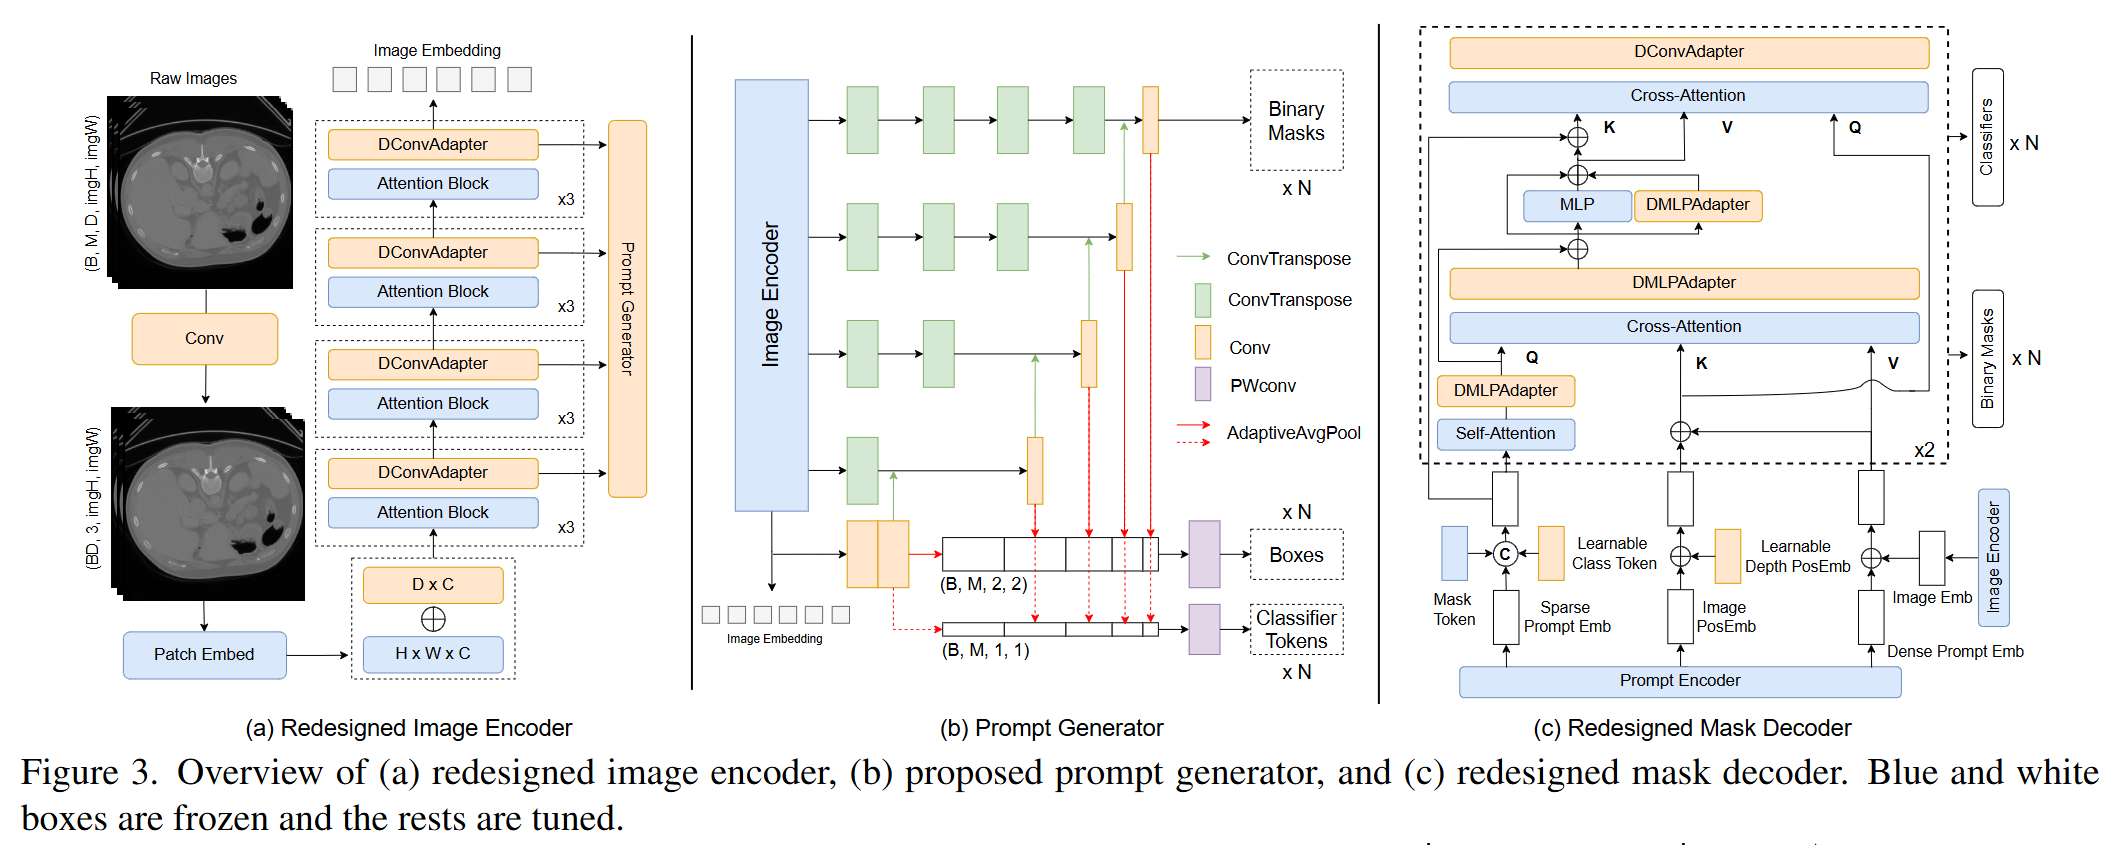 Image Embedding
Raw Images
(B, M, D, imgH, imgW)
DConvAdapter
Attention Block
x3
DConvAdapter
Attention Block
x3
Conv
DConvAdapter
Attention Block
x3
(BD, 3, imgH, imgW)
DConvAdapter
Attention Block
x3
Prompt Generator
D x C
H x W x C
Patch Embed
(a) Redesigned Image Encoder
Image Encoder
Binary
Masks
x N
ConvTranspose
ConvTranspose
Conv
PWconv
AdaptiveAvgPool
x N
Boxes
(B, M, 2, 2)
Classifier
Tokens
(B, M, 1, 1)
x N
Image Embedding
(b) Prompt Generator
DConvAdapter
Cross-Attention
K
V
Q
Classifiers
x N
MLP
DMLPAdapter
DMLPAdapter
Cross-Attention
Binary Masks
x N
Q
K
V
DMLPAdapter
Self-Attention
x2
C
Learnable
Class Token
Learnable
Depth PosEmb
Image Encoder
Mask
Token
Sparse
Prompt Emb
Image
PosEmb
Image Emb
Dense Prompt Emb
Prompt Encoder
(c) Redesigned Mask Decoder
Figure 3. Overview of (a) redesigned image encoder, (b) proposed prompt generator, and (c) redesigned mask decoder. Blue and white
boxes are frozen and the rests are tuned.